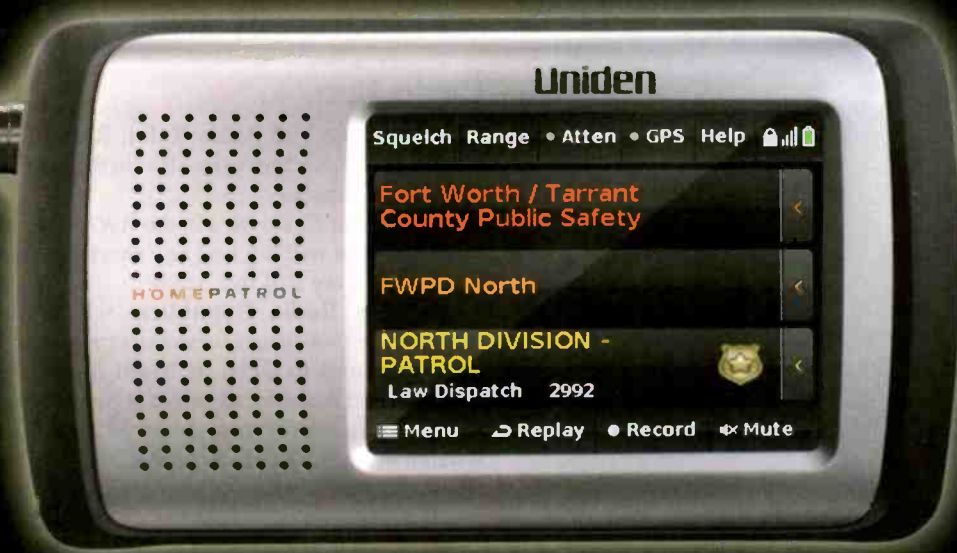 Uniden
Squelch Range • Atten • GPS Help
Fort Worth / Tarrant
County Public Safety
HOMEPATROL
FWPD North
NORTH DIVISION -
PATROL
Law Dispatch 2992
Menu Replay Record Mute